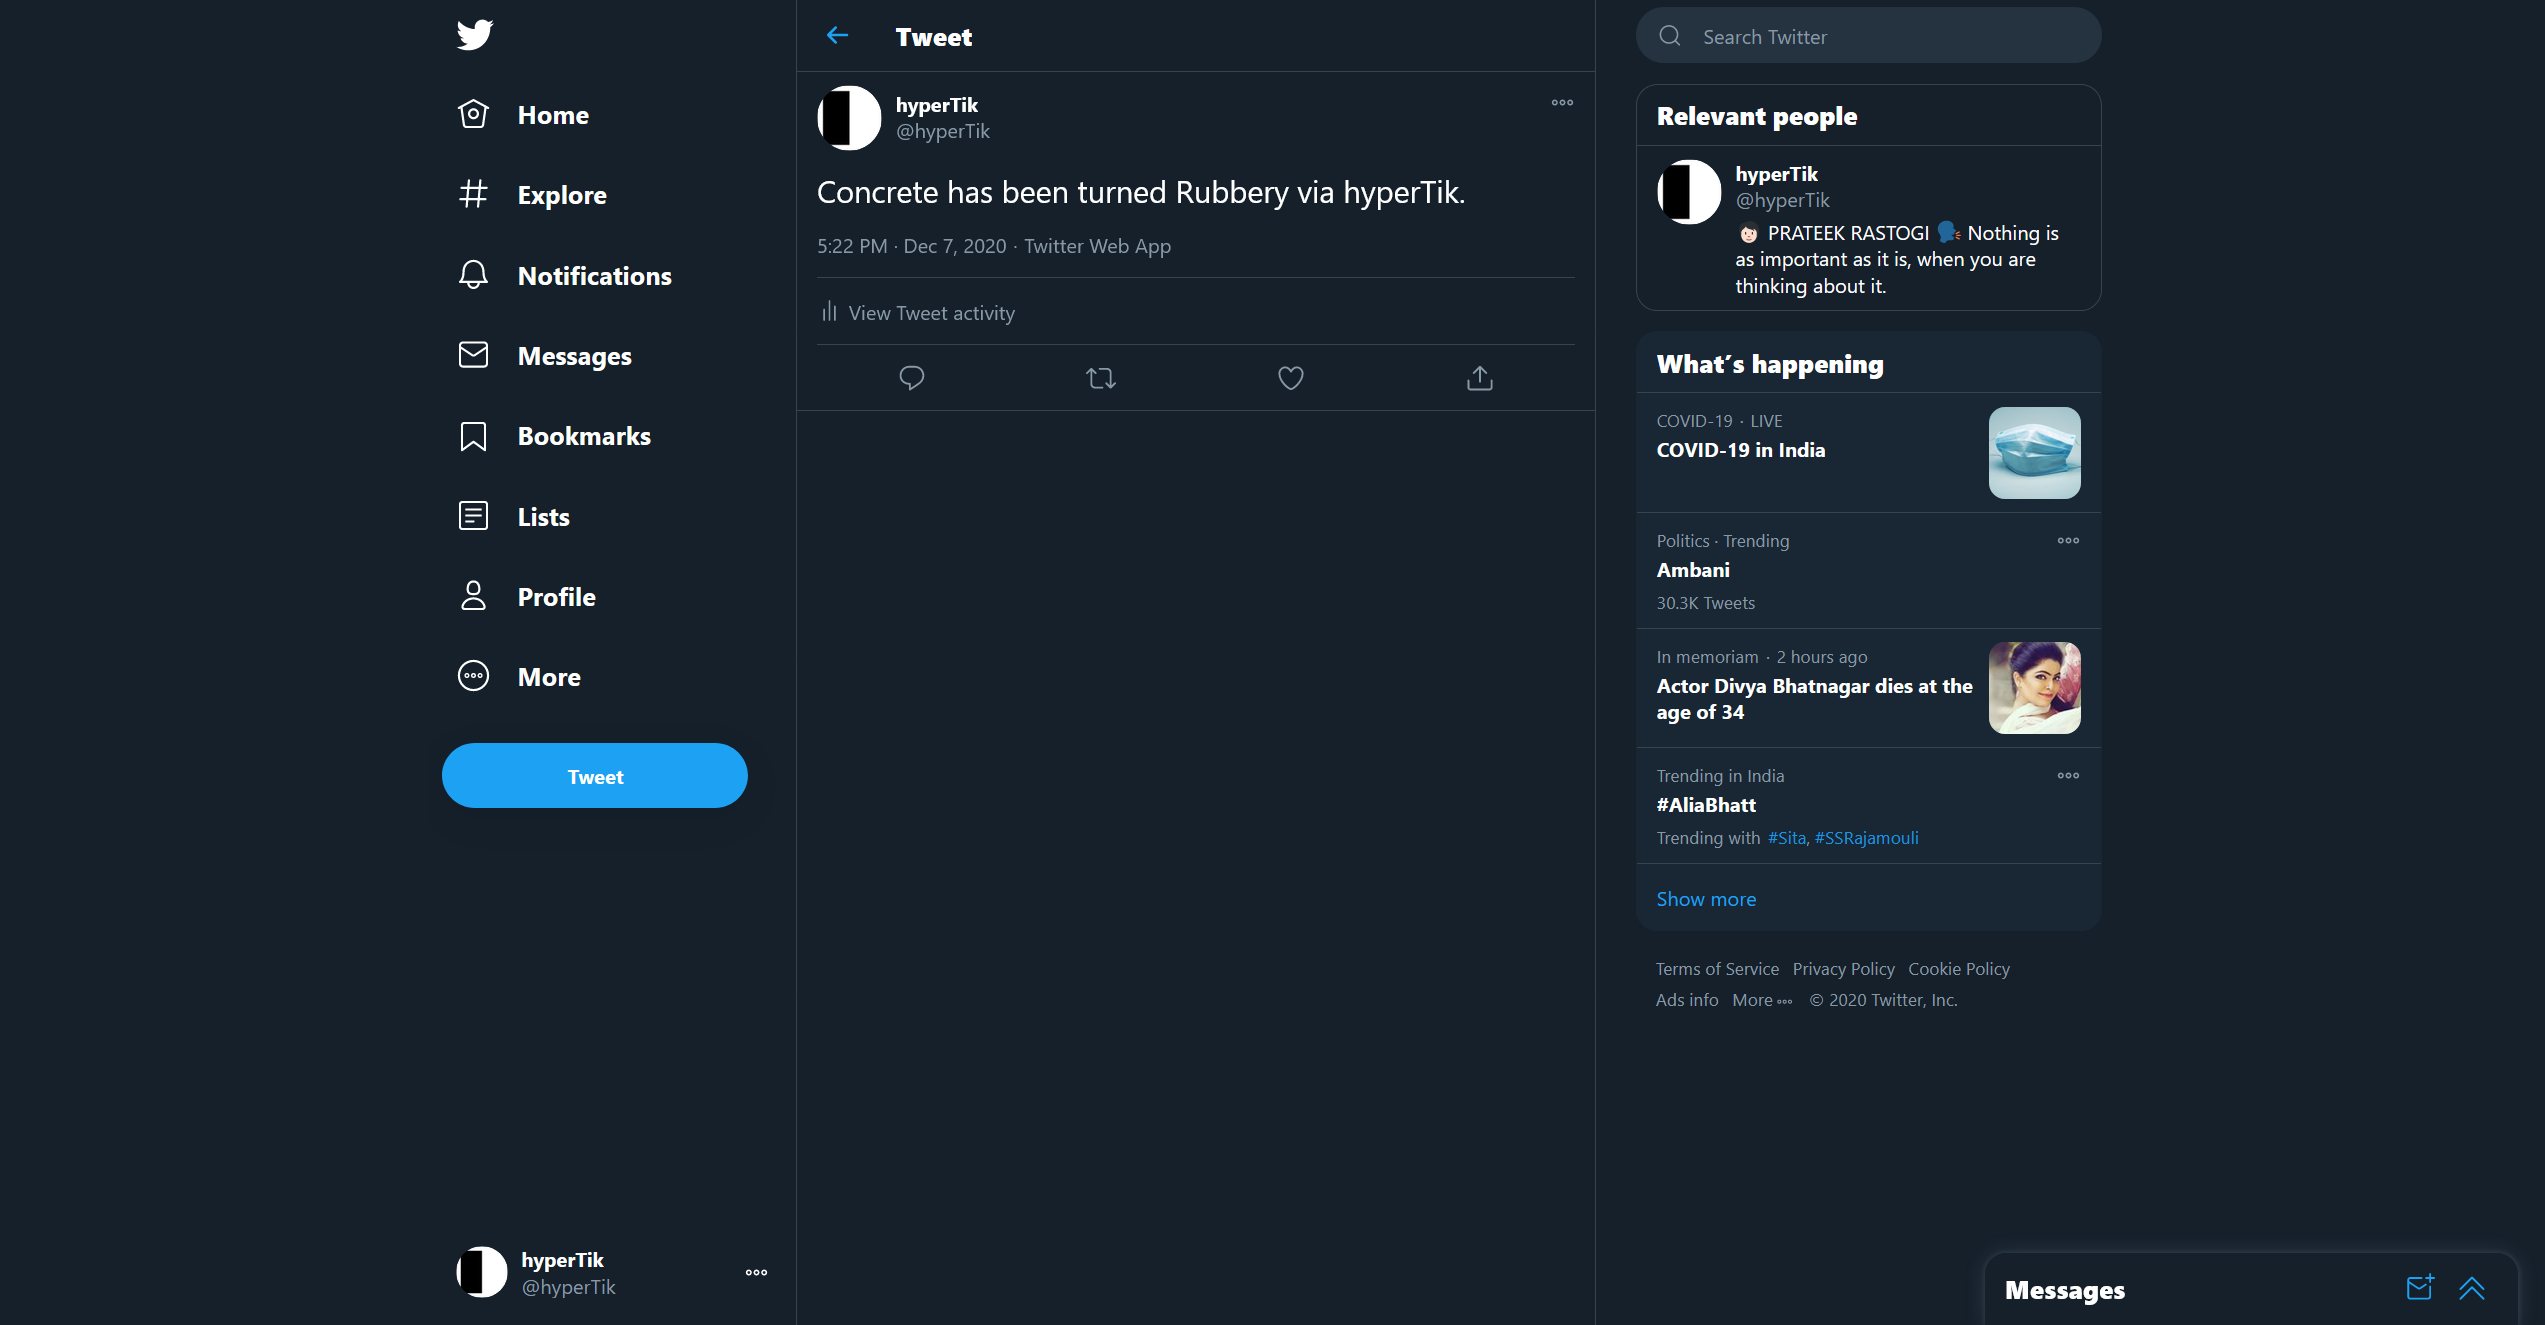 Home
Explore
Notifications
Messages
Bookmarks
Lists
Profile
More
Tweet
hyperTik
@hyperTik
Tweet
hyperTik
@hyperTik
Concrete has been turned Rubbery via hyperTik.
5:22 PM · Dec 7, 2020 · Twitter Web App
View Tweet activity
Search Twitter
Relevant people
hyperTik
@hyperTik
PRATEEK RASTOGI Nothing is
as important as it is, when you are
thinking about it.
What's happening
COVID-19 · LIVE
COVID-19 in India
Politics · Trending
Ambani
30.3K Tweets
In memoriam · 2 hours ago
Actor Divya Bhatnagar dies at the
age of 34
Trending in India
#AliaBhatt
Trending with #Sita, #SSRajamouli
Show more
Terms of Service Privacy Policy Cookie Policy
Ads info More © 2020 Twitter, Inc.
Messages